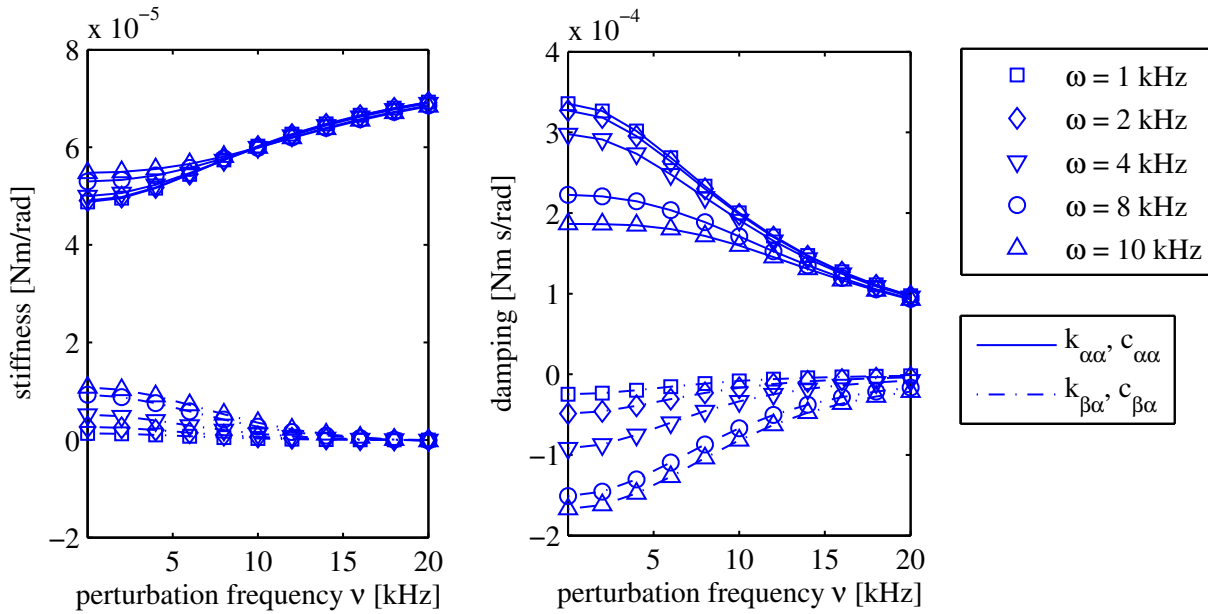 x 10⁻⁵
8
6
4
2
0
−2
5
10
15
20
stiffness [Nm/rad]
perturbation frequency ν [kHz]
x 10⁻⁴
4
3
2
1
0
−1
−2
5
10
15
20
damping [Nm s/rad]
perturbation frequency ν [kHz]
ω = 1 kHz
ω = 2 kHz
ω = 4 kHz
ω = 8 kHz
ω = 10 kHz
k_αα, c_αα
k_βα, c_βα